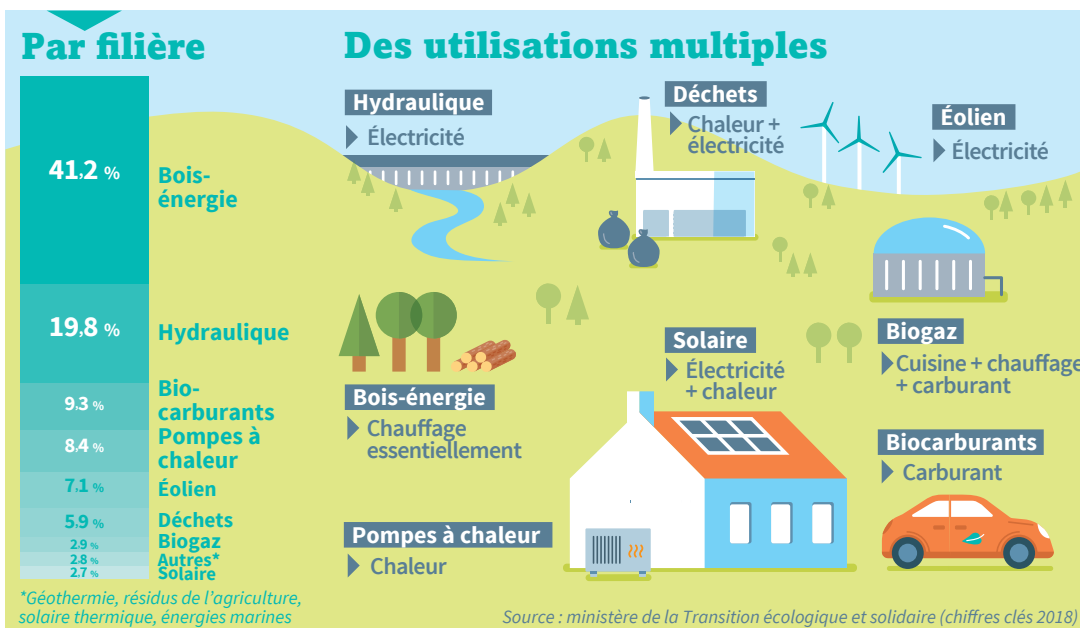 Par filière
41,2 %
Bois-
énergie
19,8 %
Hydraulique
9.3 %
Bio-
carburants
8.4 %
Pompes à
chaleur
7.1 %
Éolien
5.9 %
Déchets
2.9 %
Biogaz
2.8 %
Autres*
2.7 %
Solaire
*Géothermie, résidus de l’agriculture,
solaire thermique, énergies marines
Des utilisations multiples
Hydraulique
Électricité
Déchets
Chaleur +
électricité
Éolien
Électricité
Bois-énergie
Chauffage
essentiellement
Solaire
Électricité
+ chaleur
Biogaz
Cuisine + chauffage
+ carburant
Pompes à chaleur
Chaleur
Biocarburants
Carburant
Source : ministère de la Transition écologique et solidaire (chiffres clés 2018)